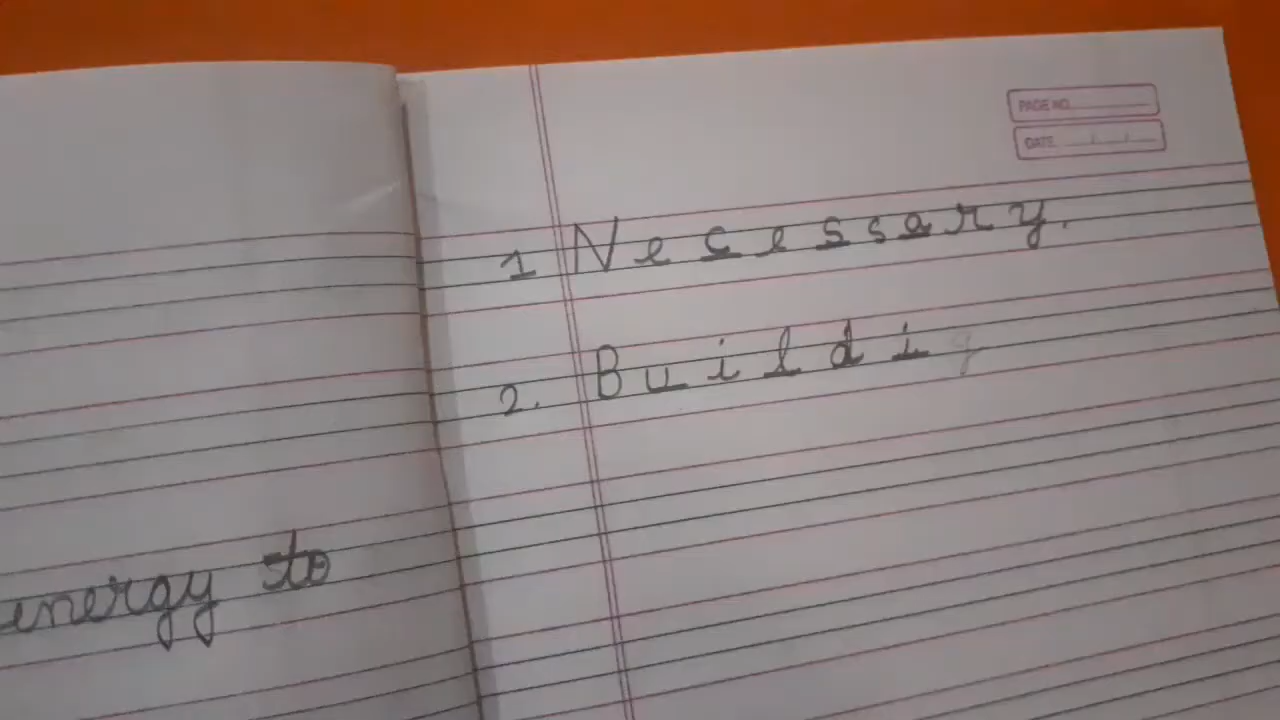 PAGE NO.
DATE / /
1 Necessary.
2. Buildi
energy to